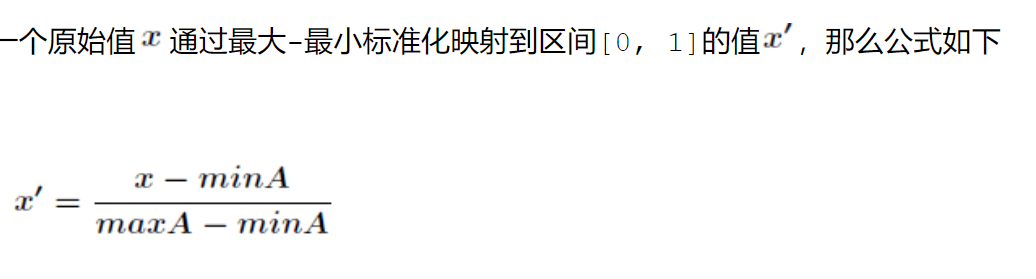 一个原始值 x 通过最大-最小标准化映射到区间[0, 1]的值x′, 那么公式如下
x′ = \frac{x − minA}{maxA − minA}